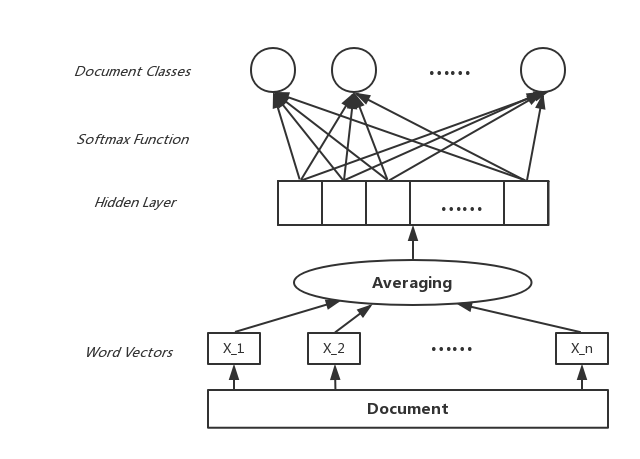 Document Classes
......
Softmax Function
Hidden Layer
......
Averaging
Word Vectors
X_1
X_2
......
X_n
Document